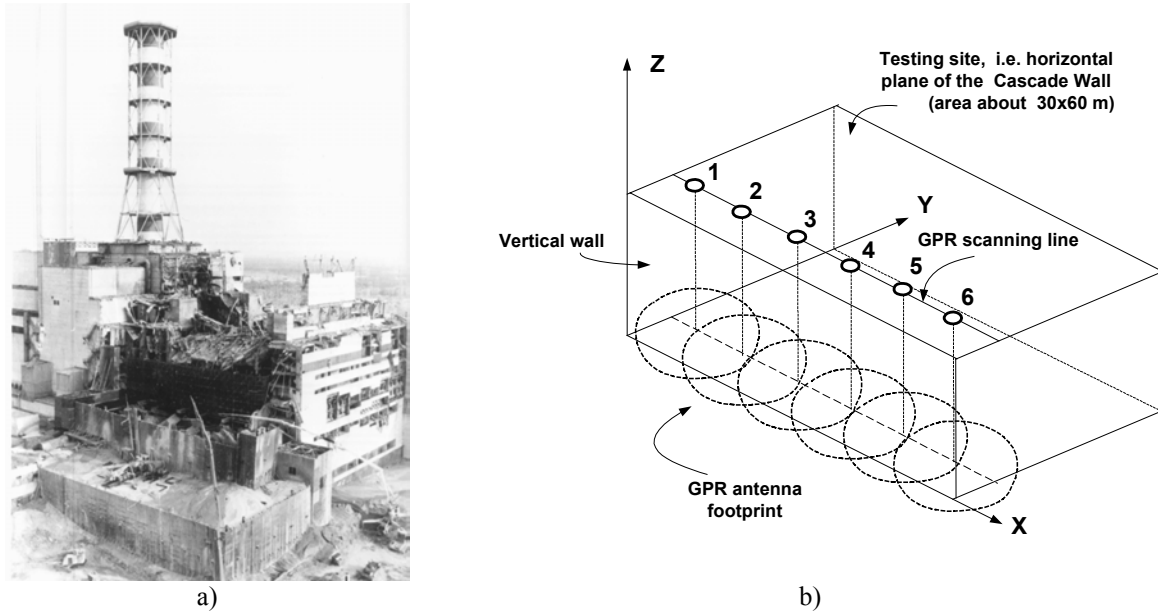 Z
Testing site, i.e. horizontal
plane of the Cascade Wall
(area about 30x60 m)
1
2
3
Y
Vertical wall
GPR scanning line
4
5
6
GPR antenna
footprint
X
a)
b)